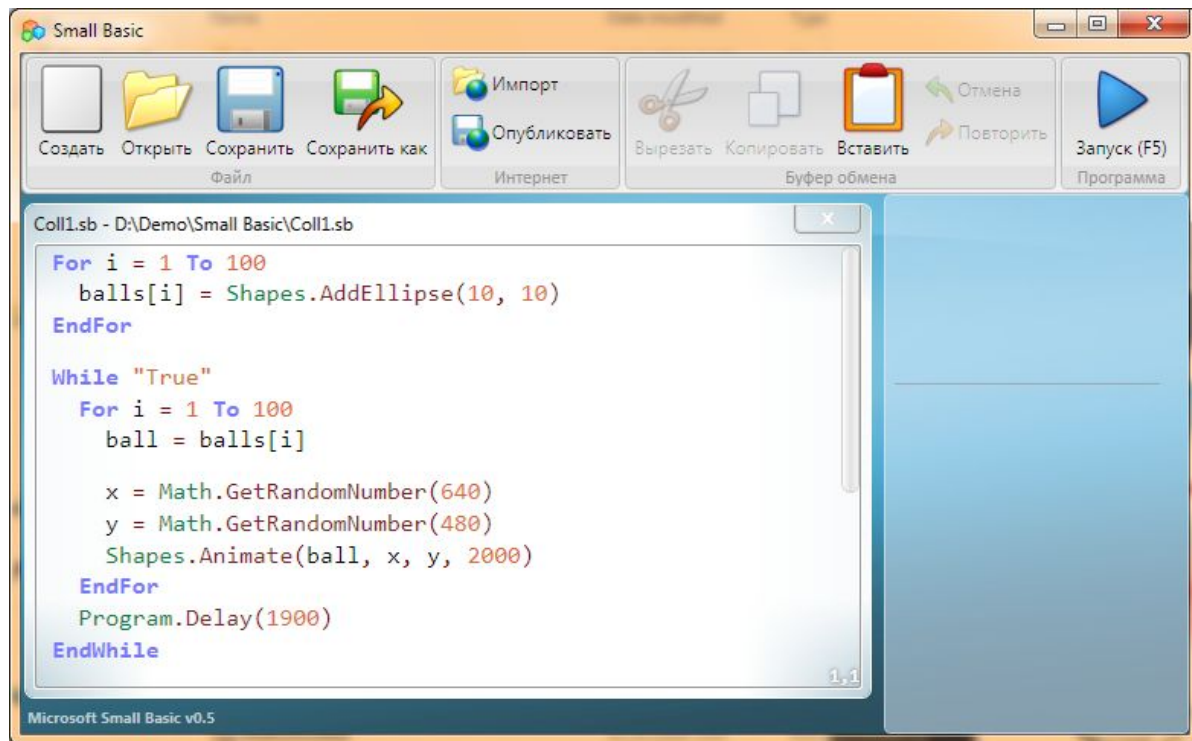 Small Basic
Создать Открыть Сохранить Сохранить как
Файл
Импорт
Опубликовать
Интернет
Вырезать Копировать Вставить
Отмена
Повторить
Буфер обмена
Запуск (F5)
Программа
Coll1.sb - D:\Demo\Small Basic\Coll1.sb
For i = 1 To 100
balls[i] = Shapes.AddEllipse(10, 10)
EndFor
While "True"
For i = 1 To 100
ball = balls[i]
x = Math.GetRandomNumber(640)
y = Math.GetRandomNumber(480)
Shapes.Animate(ball, x, y, 2000)
EndFor
Program.Delay(1900)
EndWhile
1,1
Microsoft Small Basic v0.5